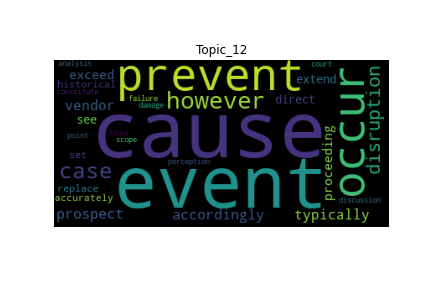 Topic_12
analysis
court
exceed
prevent
extend
historical
constitute
failure
however
direct
vendor
damage
see
cause
occur
disruption
point
scope
proceeding
case
set
perception
event
replace
accurately
discussion
prospect
accordingly
typically